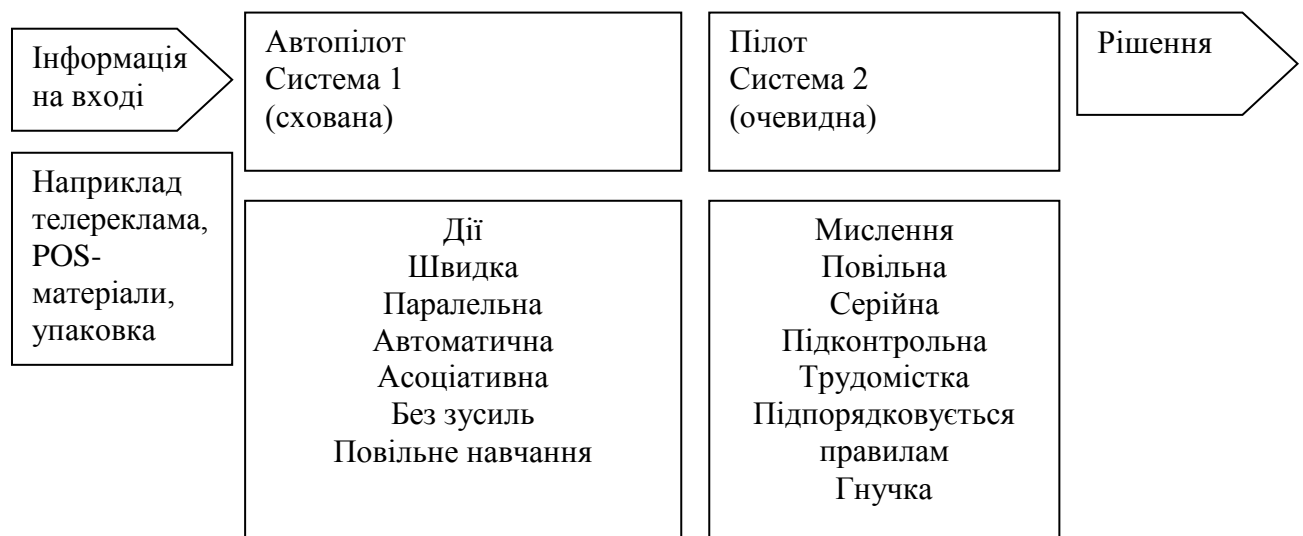 Інформація
на вході
Автопілот
Система 1
(схована)
Пілот
Система 2
(очевидна)
Рішення
Наприклад
телереклама,
POS-
матеріали,
упаковка
Дії
Швидка
Паралельна
Автоматична
Асоціативна
Без зусиль
Повільне навчання
Мислення
Повільна
Серійна
Підконтрольна
Трудомістка
Підпорядковується
правилам
Гнучка